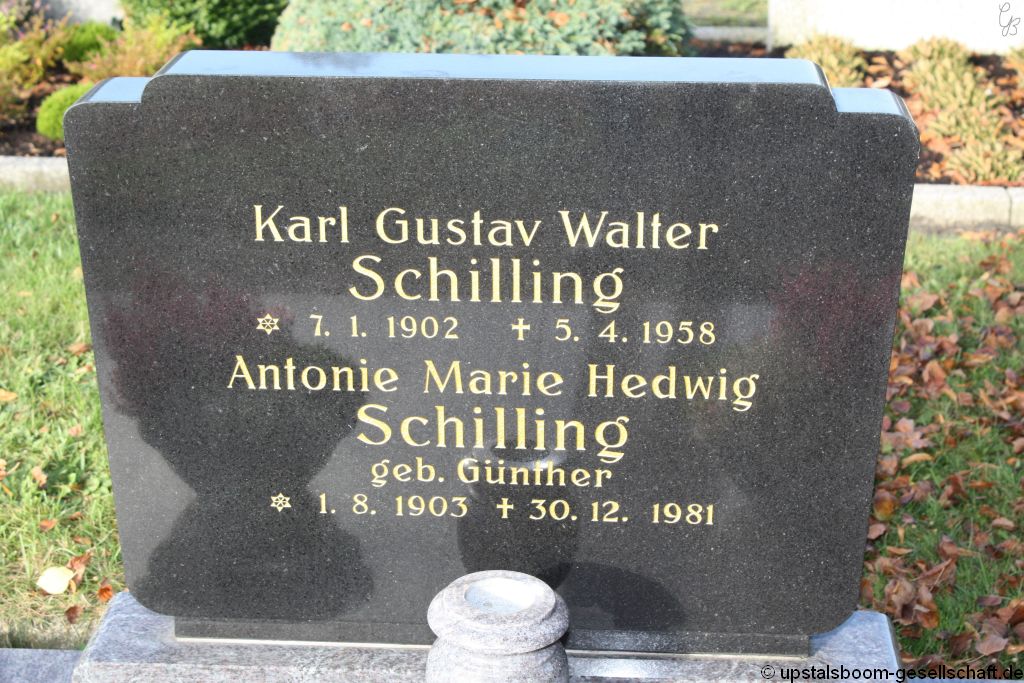 Karl Gustav Walter
Schilling
7. 1. 1902 † 5. 4. 1958
Antonie Marie Hedwig
Schilling
geb. Günther
1. 8. 1903 † 30. 12. 1981
GB
© upstalsboom-gesellschaft.de